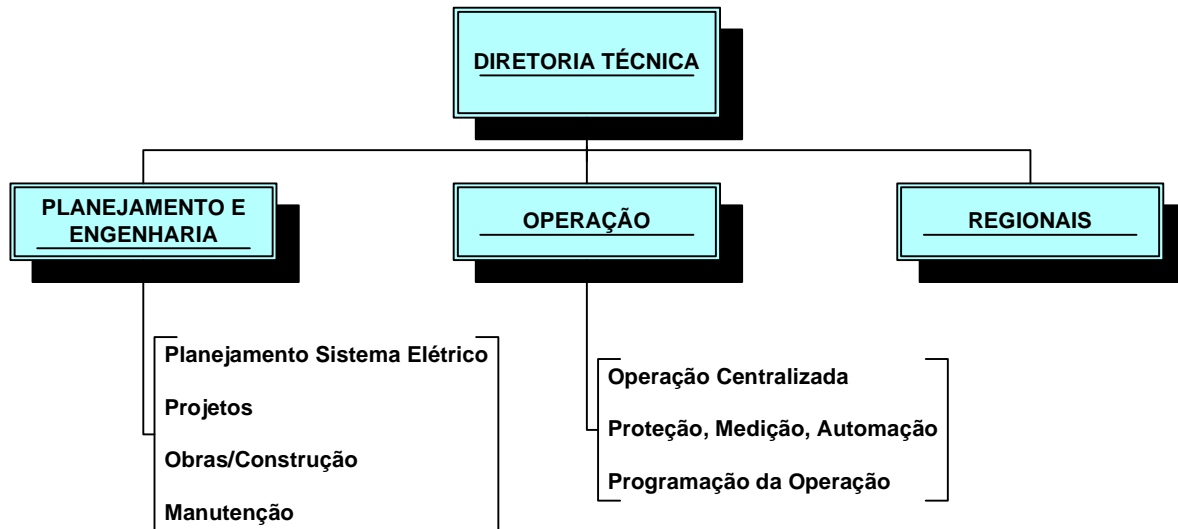 DIRETORIA TÉCNICA
PLANEJAMENTO E
ENGENHARIA
OPERAÇÃO
REGIONAIS
Planejamento Sistema Elétrico
Projetos
Obras/Construção
Manutenção
Operação Centralizada
Proteção, Medição, Automação
Programação da Operação